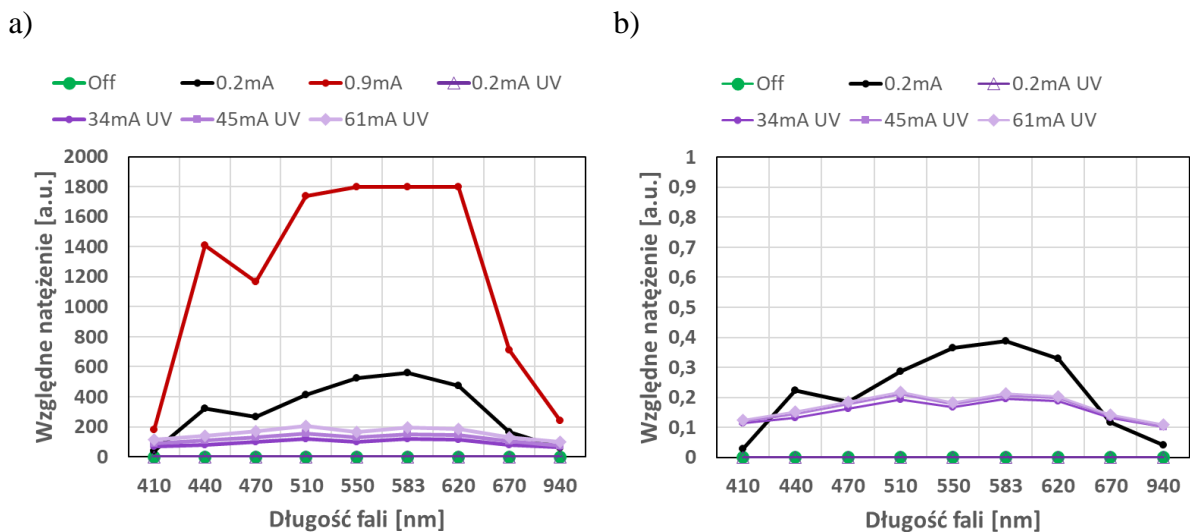 a)
Off 0.2mA 0.9mA 0.2mA UV
34mA UV 45mA UV 61mA UV
Względne natężenie [a.u.]
2000
1800
1600
1400
1200
1000
800
600
400
200
0
410 440 470 510 550 583 620 670 940
Długość fali [nm]
b)
Off 0.2mA 0.2mA UV
34mA UV 45mA UV 61mA UV
Względne natężenie [a.u.]
1
0,9
0,8
0,7
0,6
0,5
0,4
0,3
0,2
0,1
0
410 440 470 510 550 583 620 670 940
Długość fali [nm]